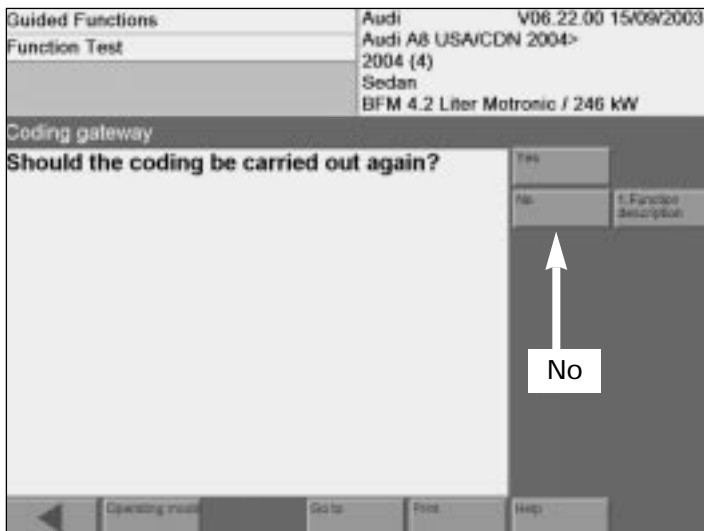 Guided Functions
Function Test
Audi V06.22.00 15/09/2003
Audi A8 USA/CDN 2004>
2004 (4)
Sedan
BFM 4.2 Liter Motronic / 246 kW
Coding gateway
Should the coding be carried out again?
Yes
No
1. Function
description
No
Operating mode
Go to
Print
Help